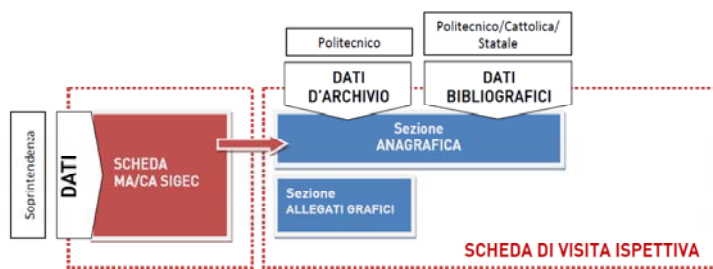 Politecnico
Politecnico/Cattolica/
Statale
DATI
D'ARCHIVIO
DATI
BIBLIOGRAFICI
Soprintendenza
DATI
SCHEDA
MA/CA SIGEC
Sezione
ANAGRAFICA
Sezione
ALLEGATI GRAFICI
SCHEDA DI VISITA ISPETTIVA